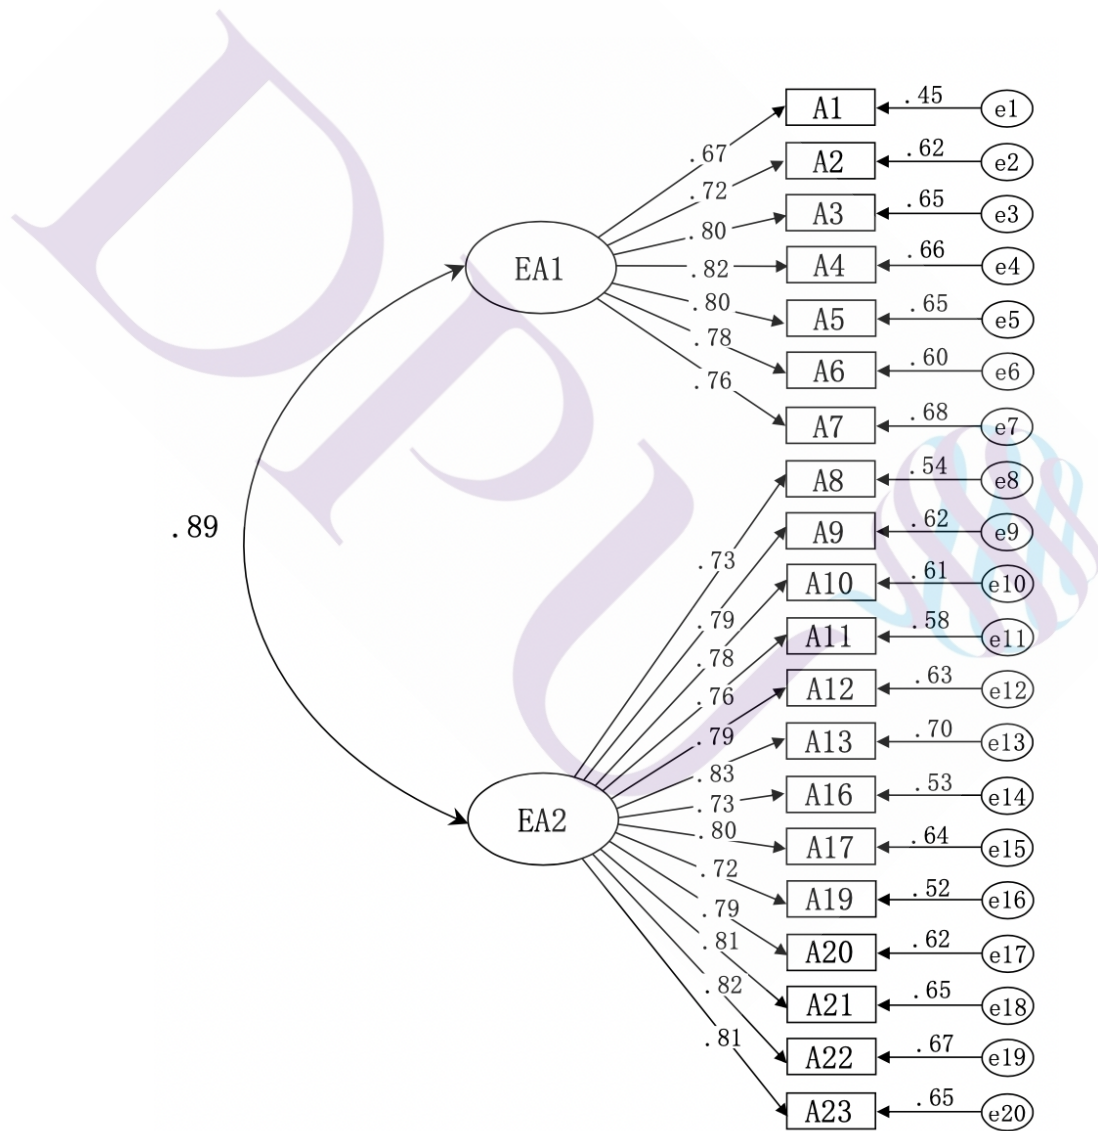 A1 .45 e1
.67
A2 .62 e2
.72
A3 .65 e3
.80
EA1
A4 .66 e4
.82
A5 .65 e5
.80
A6 .60 e6
.78
A7 .68 e7
.76
A8 .54 e8
.73
.89
A9 .62 e9
.79
A10 .61 e10
.78
A11 .58 e11
.76
A12 .63 e12
.79
A13 .70 e13
.83
EA2
A16 .53 e14
.73
A17 .64 e15
.80
A19 .52 e16
.72
A20 .62 e17
.79
A21 .65 e18
.81
A22 .67 e19
.82
A23 .65 e20
.81
DPU